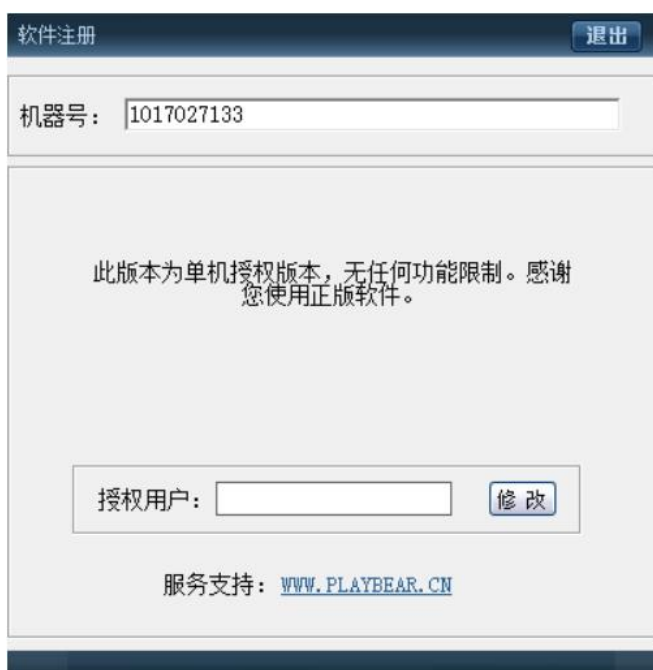 软件注册
退出
机器号：
1017027133
此版本为单机授权版本，无任何功能限制。感谢
您使用正版软件。
授权用户：
修 改
服务支持：WWW.PLAYBEAR.CN